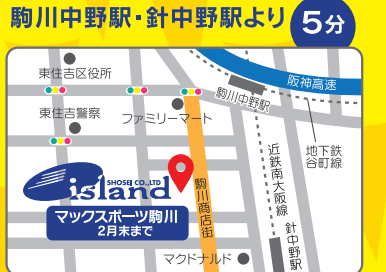 駒川中野駅・針中野駅より 5分
東住吉区役所
阪神高速
駒川中野駅
東住吉警察
ファミリーマート
地下鉄
谷町線
近鉄南大阪線
針中野駅
駒川商店街
SHOSEI CO.,LTD
island
マックスポーツ駒川
2月末まで
マクドナルド